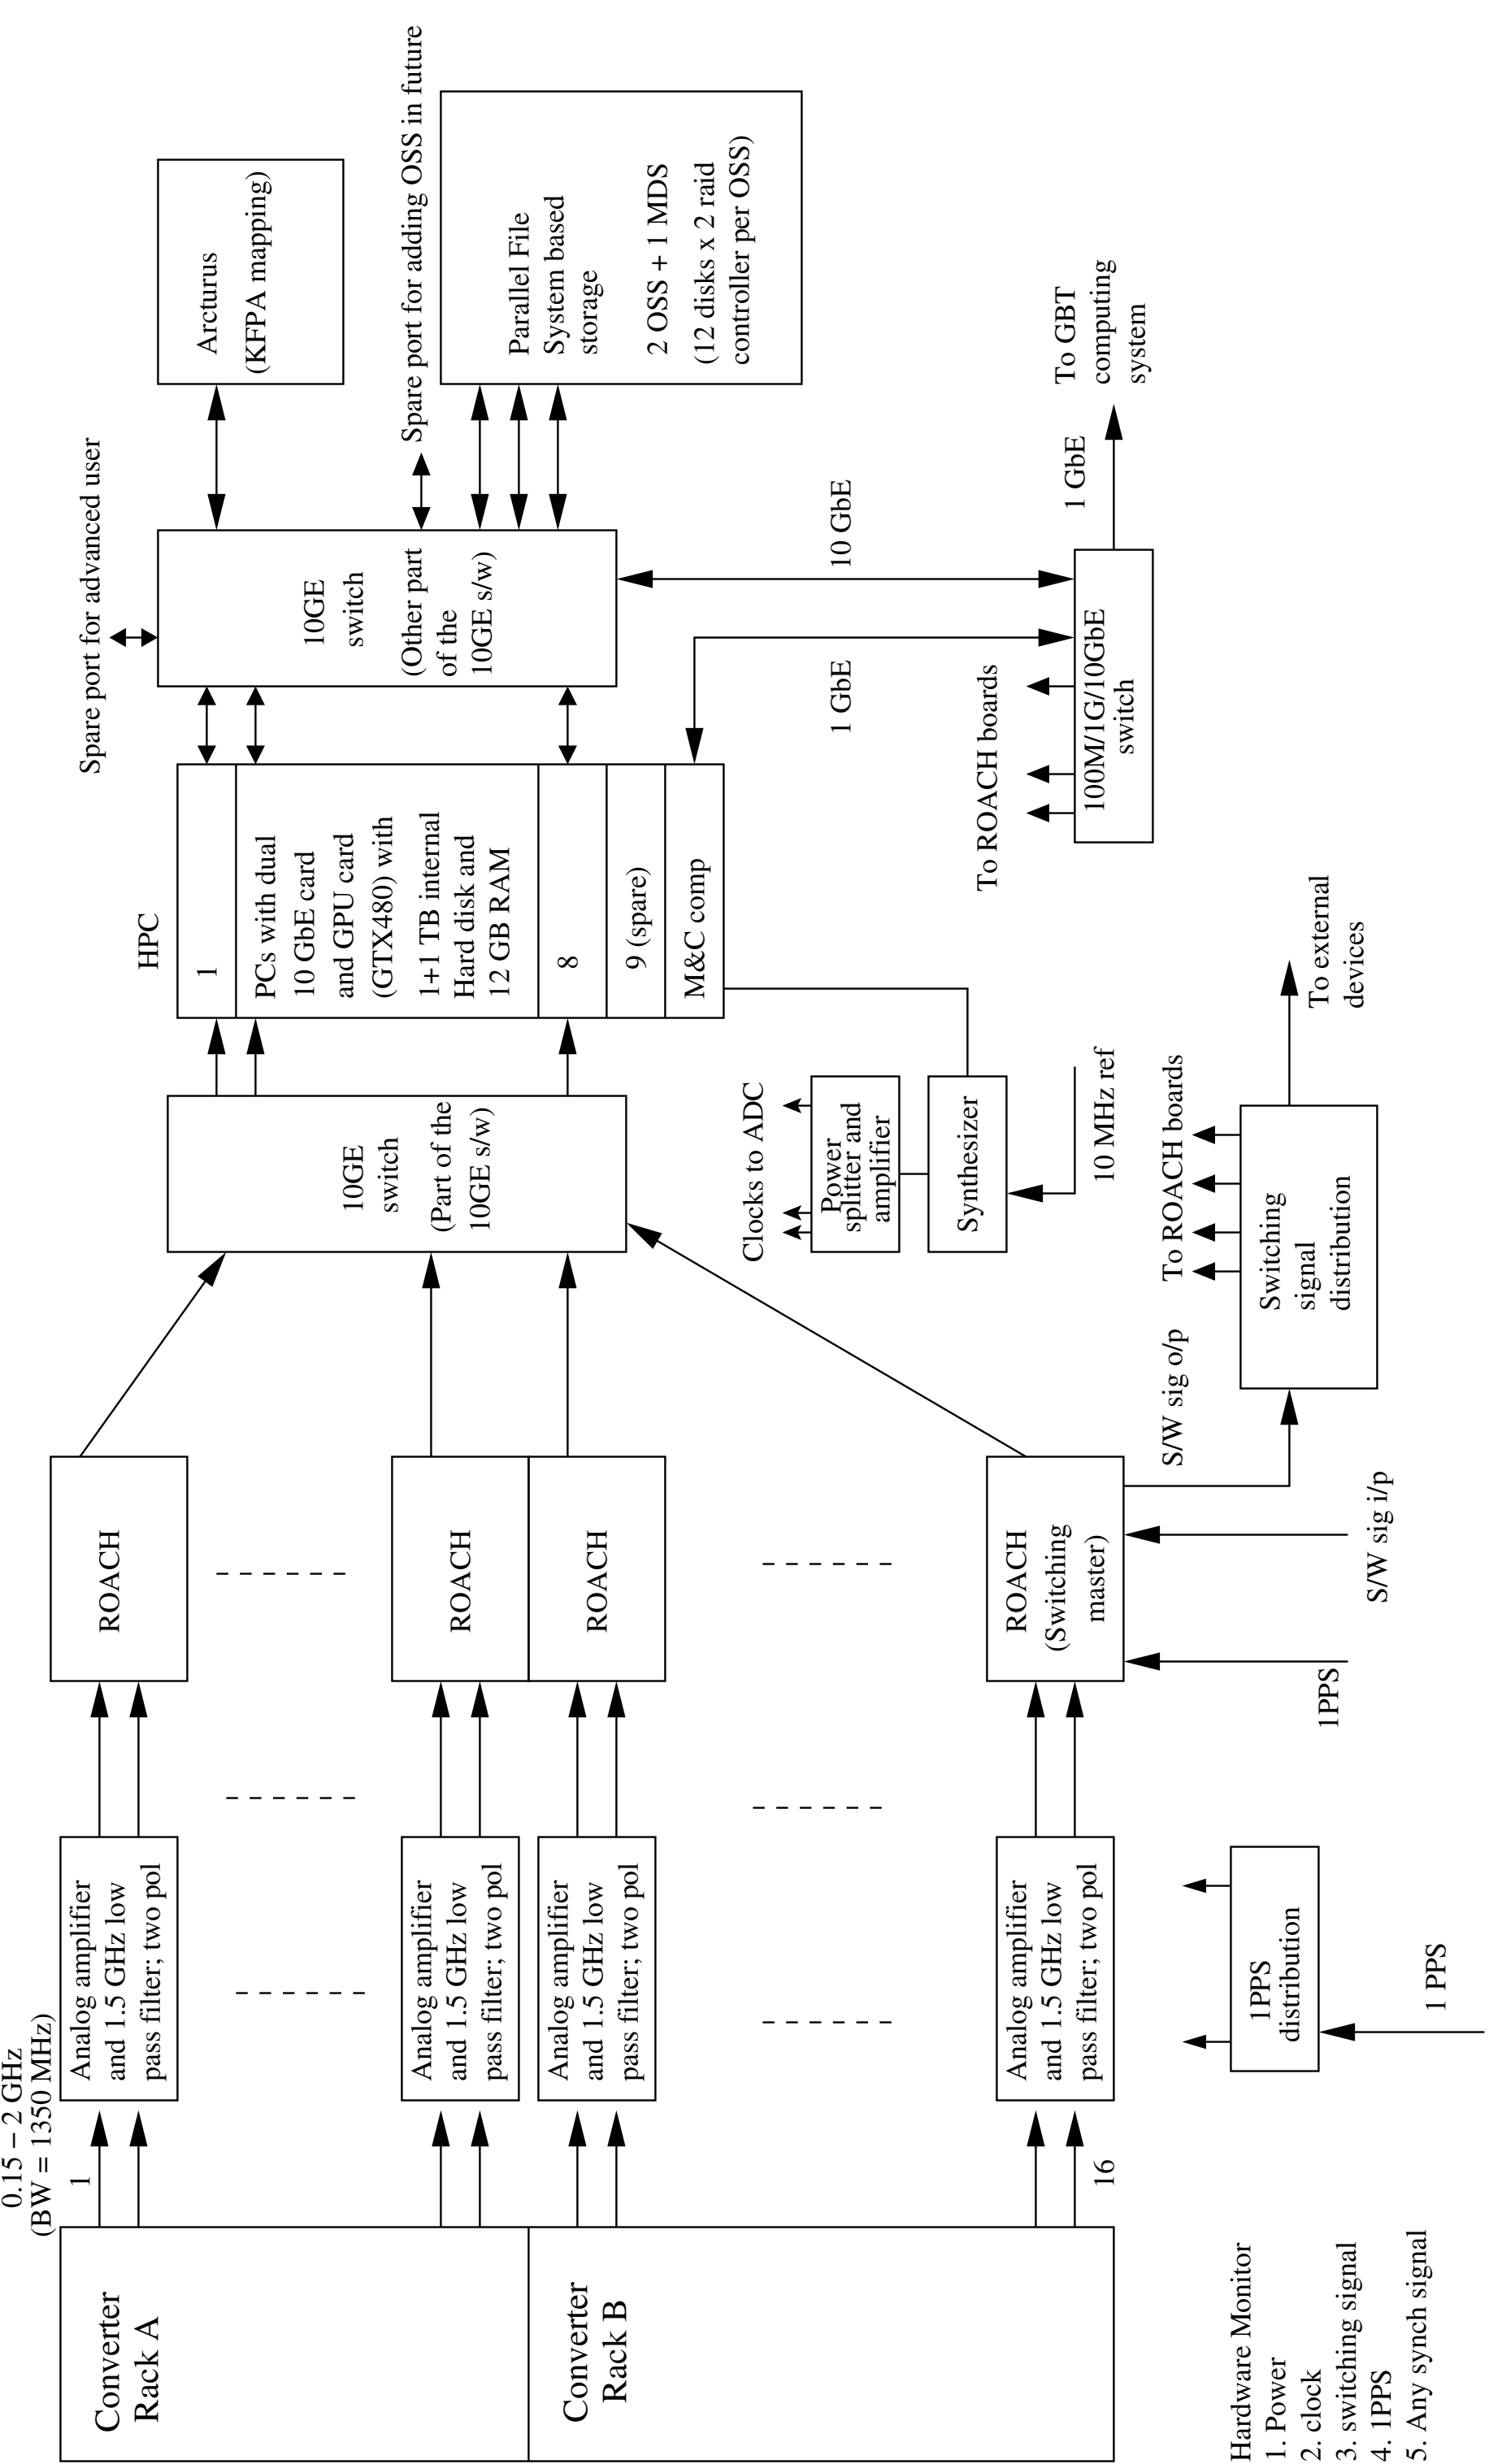 0.15 – 2 GHz
(BW = 1350 MHz)
1
16
Converter
Rack A
Converter
Rack B
Analog amplifier
and 1.5 GHz low
pass filter; two pol
Analog amplifier
and 1.5 GHz low
pass filter; two pol
Analog amplifier
and 1.5 GHz low
pass filter; two pol
Analog amplifier
and 1.5 GHz low
pass filter; two pol
ROACH
ROACH
ROACH
ROACH
(Switching
master)
1PPS
S/W sig i/p
S/W sig o/p
10GE
switch
(Part of the
10GE s/w)
HPC
1
PCs with dual
10 GbE card
and GPU card
(GTX480) with
1+1 TB internal
Hard disk and
12 GB RAM
8
9 (spare)
M&C comp
Spare port for advanced user
10GE
switch
(Other part
of the
10GE s/w)
Arcturus
(KFPA mapping)
Spare port for adding OSS in future
Parallel File
System based
storage
2 OSS + 1 MDS
(12 disks x 2 raid
controller per OSS)
Clocks to ADC
Power
splitter and
amplifier
Synthesizer
10 MHz ref
1 GbE
10 GbE
To ROACH boards
100M/1G/10GbE
switch
1 GbE
To GBT
computing
system
To ROACH boards
Switching
signal
distribution
To external
devices
1PPS
distribution
1 PPS
Hardware Monitor
1. Power
2. clock
3. switching signal
4. 1PPS
5. Any synch signal